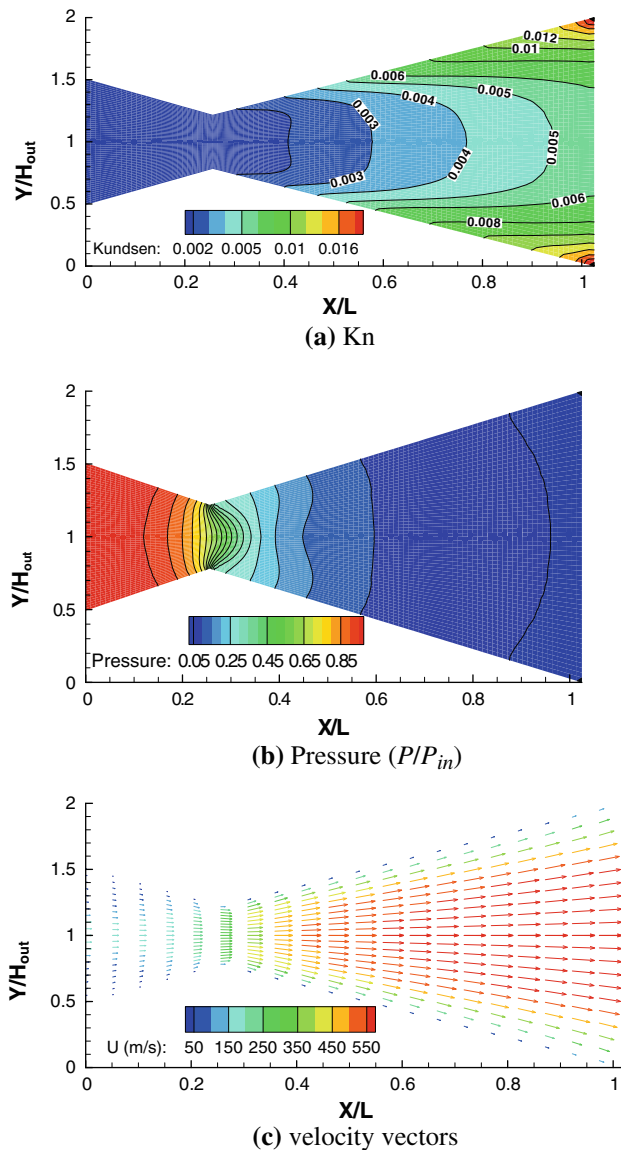 2
1.5
1
0.5
0
Y/H_out
0.012
0.01
0.006
0.005
0.004
0.003
0.005
0.004
0.003
0.006
0.008
Kundsen: 0.002 0.005 0.01 0.016
0 0.2 0.4 0.6 0.8 1
X/L
(a) Kn
2
1.5
1
0.5
0
Y/H_out
Pressure: 0.05 0.25 0.45 0.65 0.85
0 0.2 0.4 0.6 0.8 1
X/L
(b) Pressure (P/P_in)
2
1.5
1
0.5
0
Y/H_out
U (m/s): 50 150 250 350 450 550
0 0.2 0.4 0.6 0.8 1
X/L
(c) velocity vectors